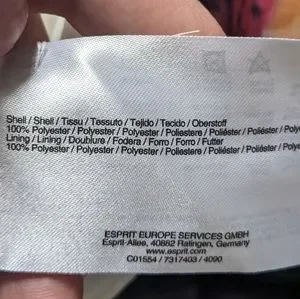 Shell / Shell / Tissu / Tessuto / Tejido / Tecido / Oberstoff
100% Polyester / Polyester / Polyester / Poliestere / Poliéster / Poliéster / Polyester
Lining / Lining / Doublure / Fodera / Forro / Forro / Futter
100% Polyester / Polyester / Polyester / Poliestere / Poliéster / Poliéster /
ESPRIT EUROPE SERVICES GMBH
Esprit-Allee, 40882 Ratingen, Germany
www.esprit.com
C01554 / 7317403 / 4090